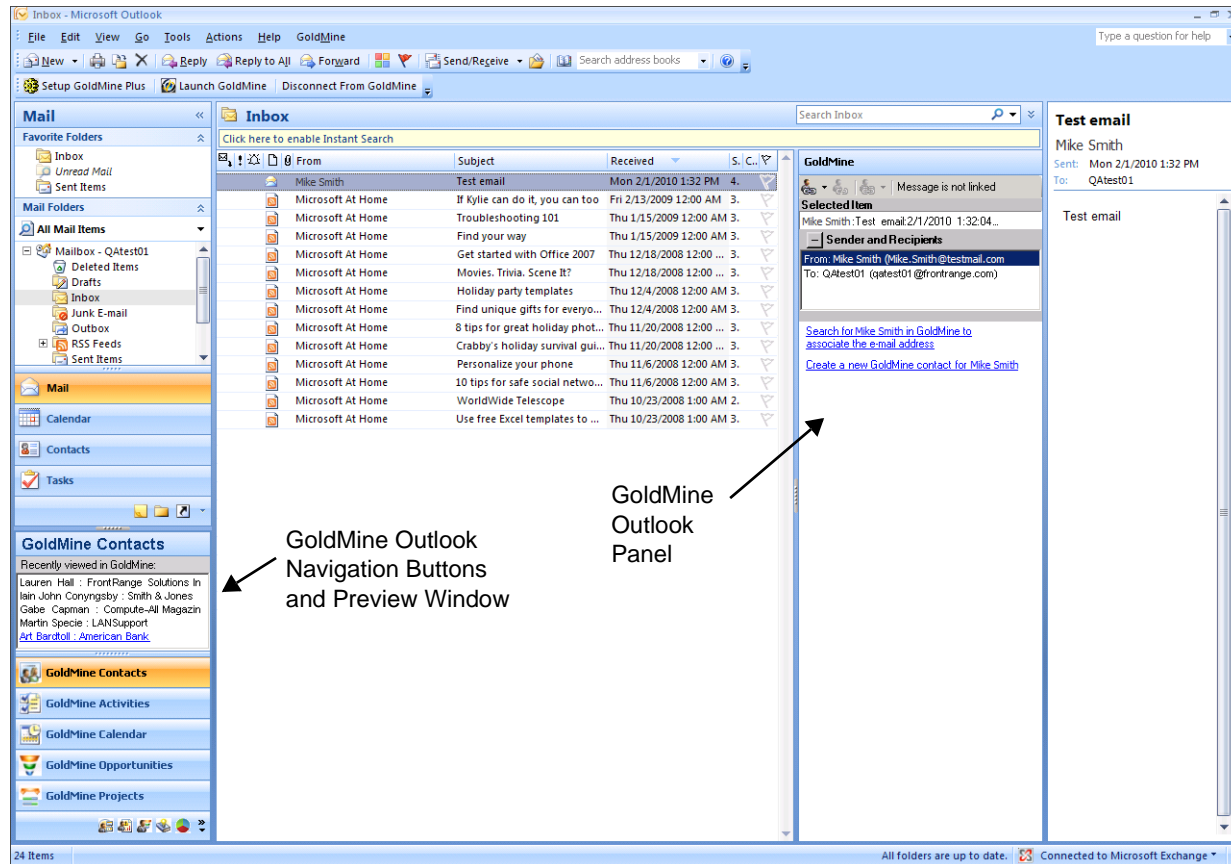 Inbox - Microsoft Outlook
File Edit View Go Tools Actions Help GoldMine
Type a question for help
New Reply Reply to All Forward Send/Receive Search address books
Setup GoldMine Plus Launch GoldMine Disconnect From GoldMine
Mail
Favorite Folders
Inbox
Unread Mail
Sent Items
Mail Folders
All Mail Items
Mailbox - QAtest01
Deleted Items
Drafts
Inbox
Junk E-mail
Outbox
RSS Feeds
Sent Items
Mail
Calendar
Contacts
Tasks
GoldMine Contacts
Recently viewed in GoldMine:
Lauren Hall : FrontRange Solutions In
Iain John Conyngsby : Smith & Jones
Gabe Capman : Compute-All Magazin
Martin Specie : LANSupport
Art Bardtoll : American Bank
GoldMine Contacts
GoldMine Activities
GoldMine Calendar
GoldMine Opportunities
GoldMine Projects
Inbox
Search Inbox
Click here to enable Instant Search
From Subject Received S. C..
Mike Smith Test email Mon 2/1/2010 1:32 PM 4.
Microsoft At Home If Kylie can do it, you can too Fri 2/13/2009 12:00 AM 3.
Microsoft At Home Troubleshooting 101 Thu 1/15/2009 12:00 AM 3.
Microsoft At Home Find your way Thu 1/15/2009 12:00 AM 3.
Microsoft At Home Get started with Office 2007 Thu 12/18/2008 12:00 ... 3.
Microsoft At Home Movies. Trivia. Scene It? Thu 12/18/2008 12:00 ... 3.
Microsoft At Home Holiday party templates Thu 12/4/2008 12:00 AM 3.
Microsoft At Home Find unique gifts for everyo... Thu 12/4/2008 12:00 AM 3.
Microsoft At Home 8 tips for great holiday phot... Thu 11/20/2008 12:00 ... 3.
Microsoft At Home Crabby's holiday survival gui... Thu 11/20/2008 12:00 ... 3.
Microsoft At Home Personalize your phone Thu 11/6/2008 12:00 AM 3.
Microsoft At Home 10 tips for safe social netwo... Thu 11/6/2008 12:00 AM 3.
Microsoft At Home WorldWide Telescope Thu 10/23/2008 1:00 AM 2.
Microsoft At Home Use free Excel templates to ... Thu 10/23/2008 1:00 AM 3.
GoldMine Outlook
Navigation Buttons
and Preview Window
GoldMine
Outlook
Panel
GoldMine
Message is not linked
Selected Item
Mike Smith:Test email:2/1/2010 1:32:04...
Sender and Recipients
From: Mike Smith (Mike.Smith@testmail.com
To: QAtest01 (qatest01@frontrange.com)
Search for Mike Smith in GoldMine to
associate the e-mail address
Create a new GoldMine contact for Mike Smith
Test email
Mike Smith
Sent: Mon 2/1/2010 1:32 PM
To: QAtest01
Test email
24 Items
All folders are up to date. Connected to Microsoft Exchange